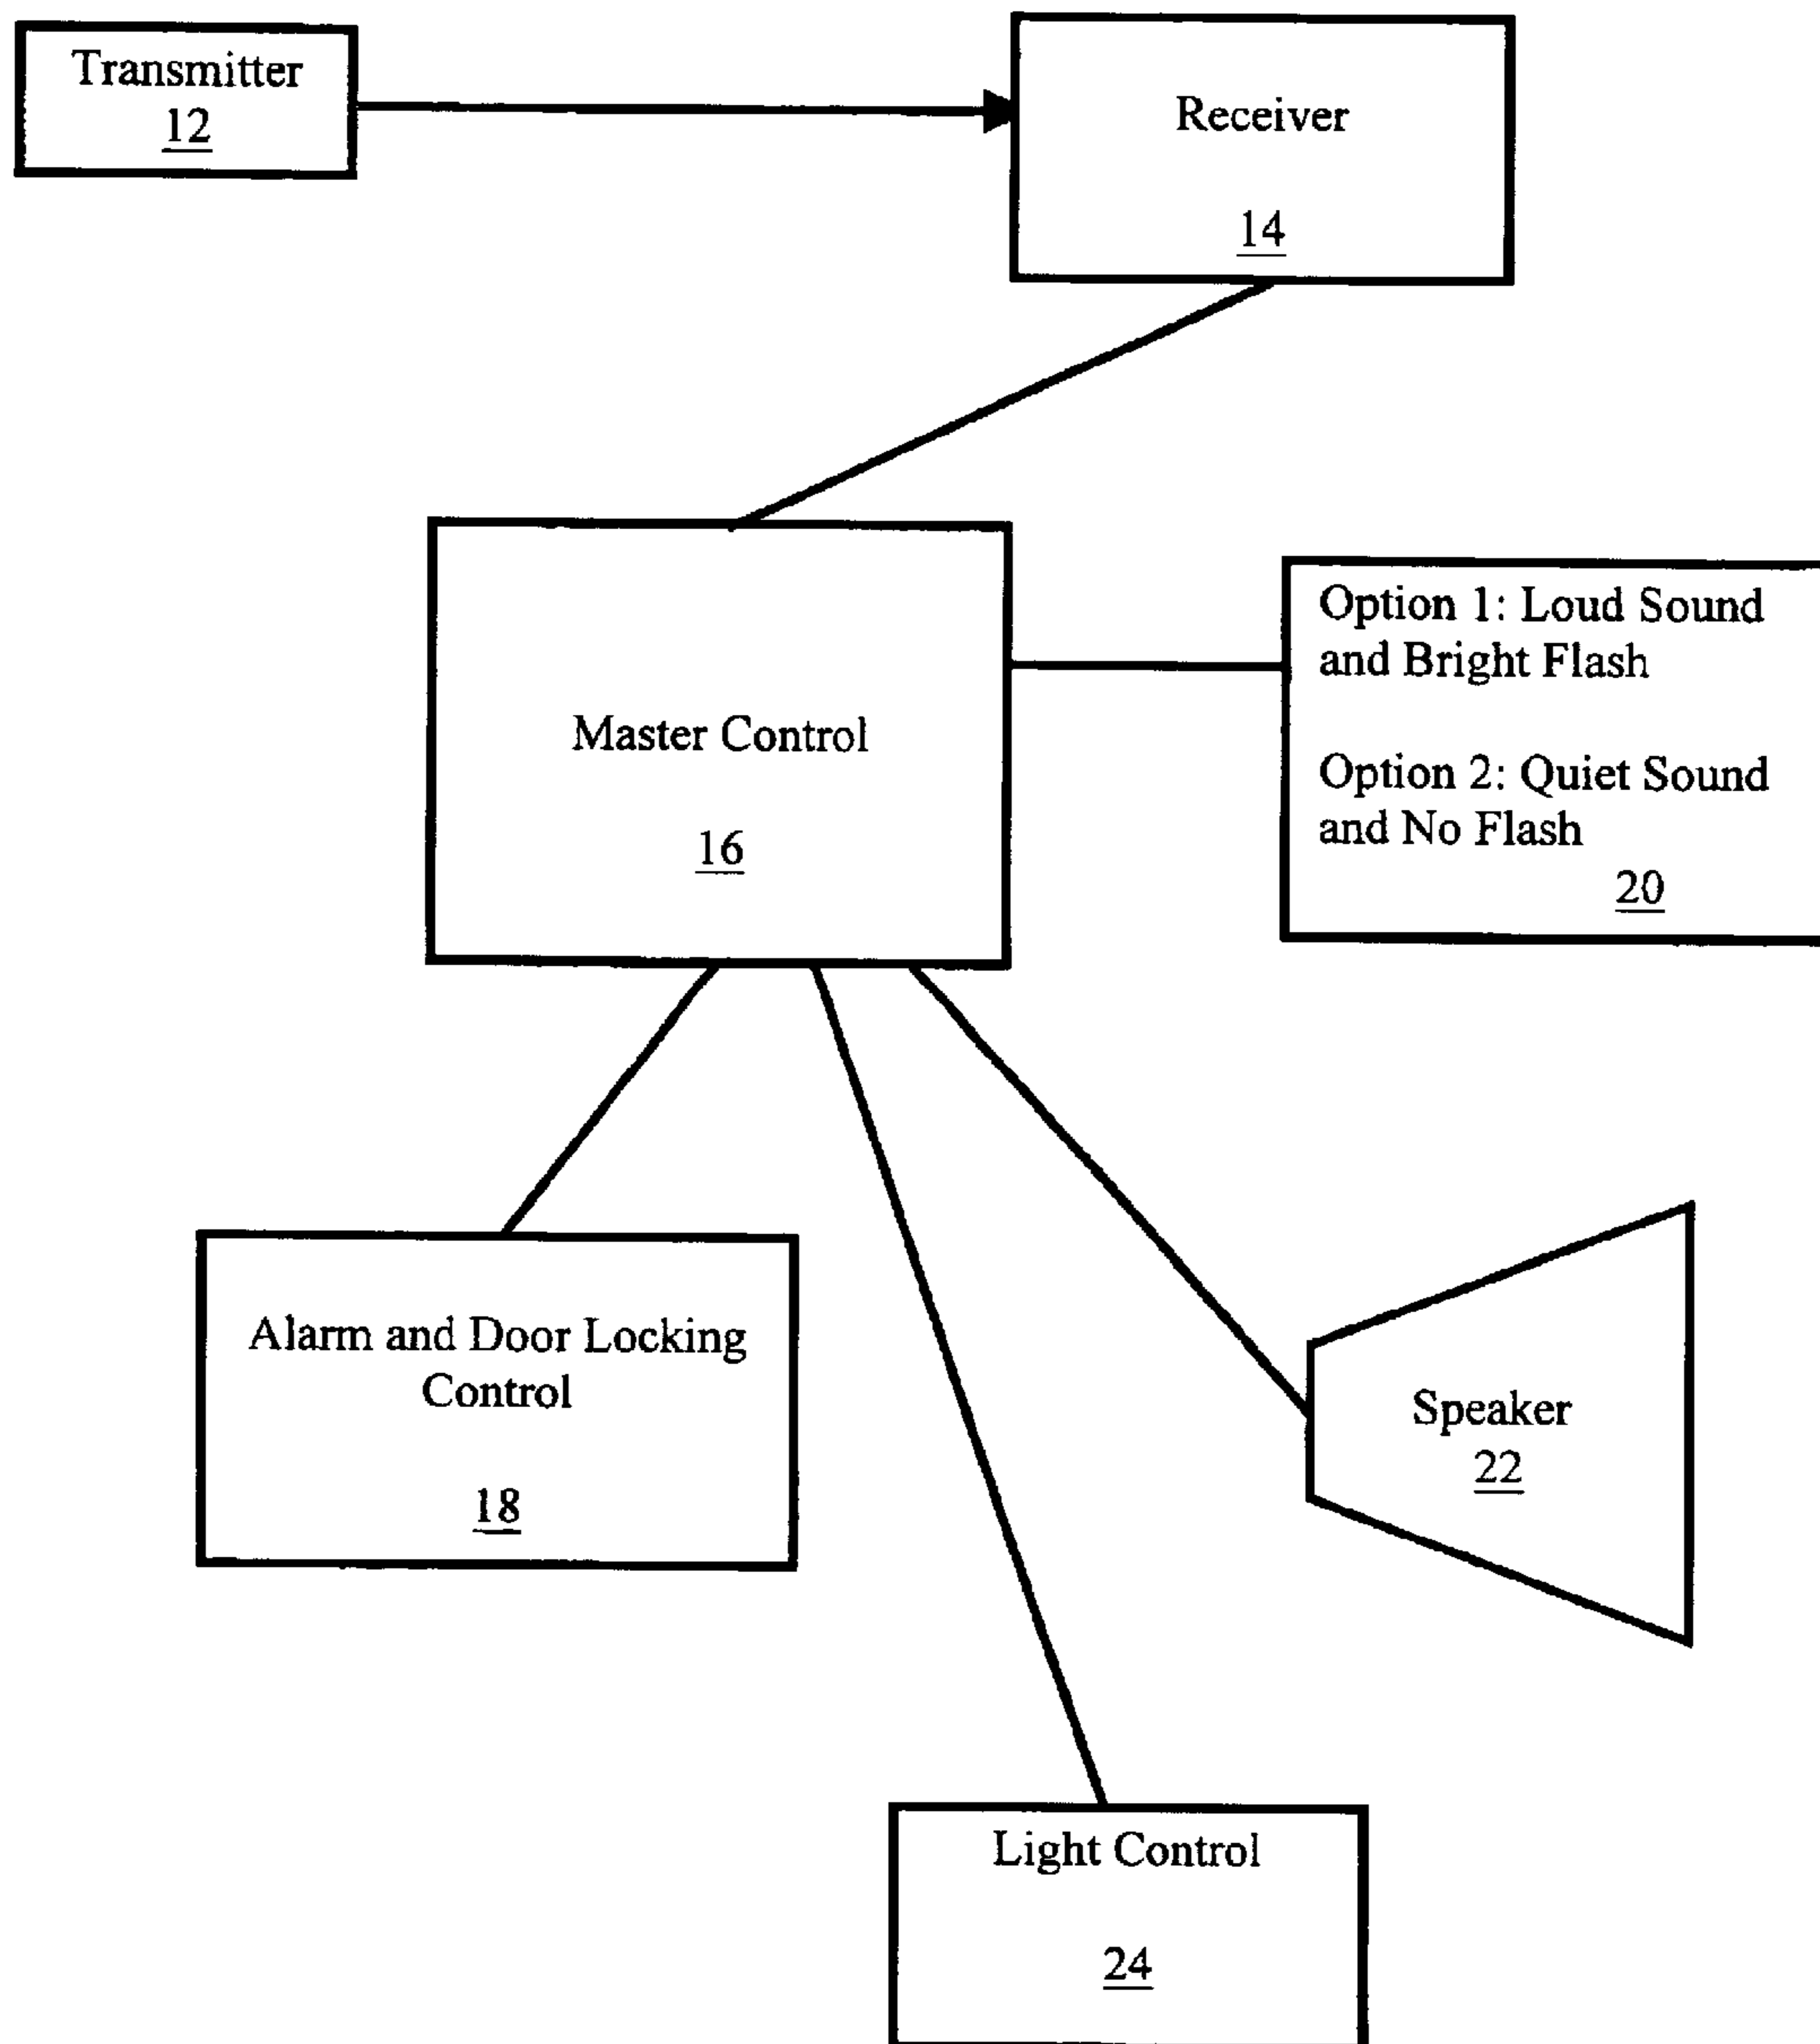 Transmitter
12
Receiver
14
Master Control
16
Option 1: Loud Sound
and Bright Flash
Option 2: Quiet Sound
and No Flash
20
Alarm and Door Locking
Control
18
Speaker
22
Light Control
24